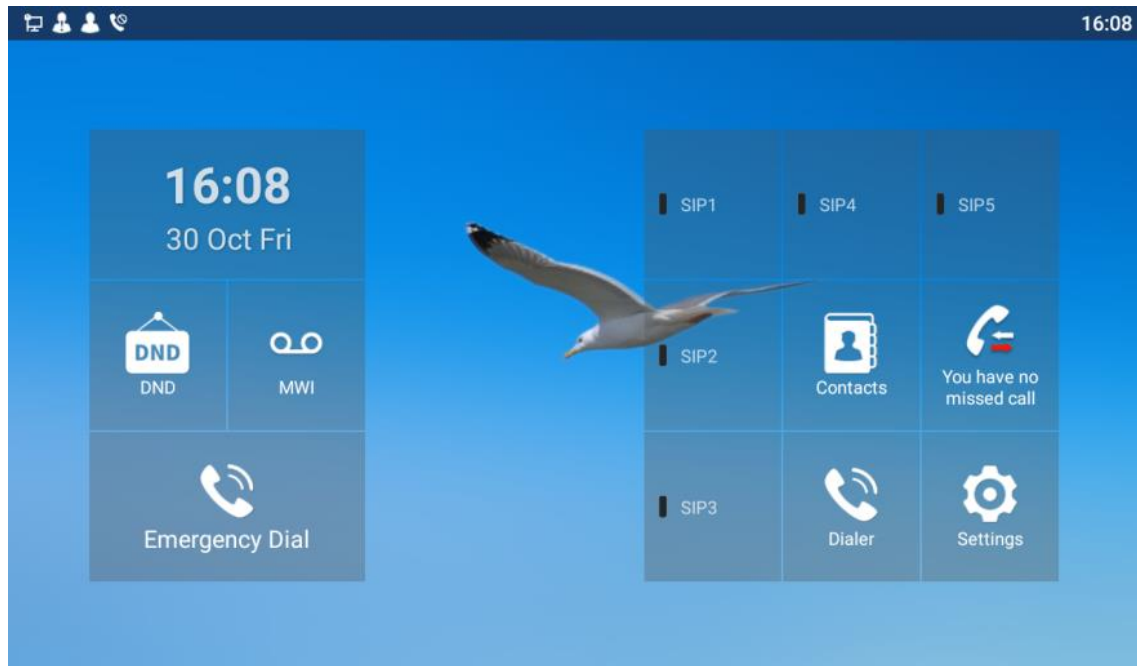 16:08
16:08
30 Oct Fri
DND
DND
MWI
Emergency Dial
SIP1
SIP4
SIP5
SIP2
Contacts
You have no
missed call
SIP3
Dialer
Settings